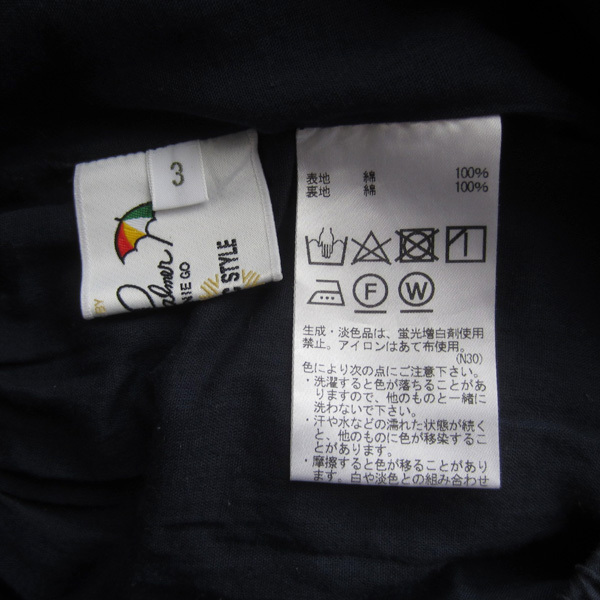 3
Palmer
BY
NIE GO
C STYLE
表地 綿 100%
裏地 綿 100%
F W
生成・淡色品は、蛍光増白剤使用
禁止。アイロンはあて布使用。
(N30)
色により次の点にご注意下さい。
・洗濯すると色が落ちることがあ
りますので、他のものと一緒に
洗わないで下さい。
・汗や水などの濡れた状態が続く
と、他のものに色が移染すること
があります。
・摩擦すると色が移ることがあり
ます。白や淡色との組み合わせ